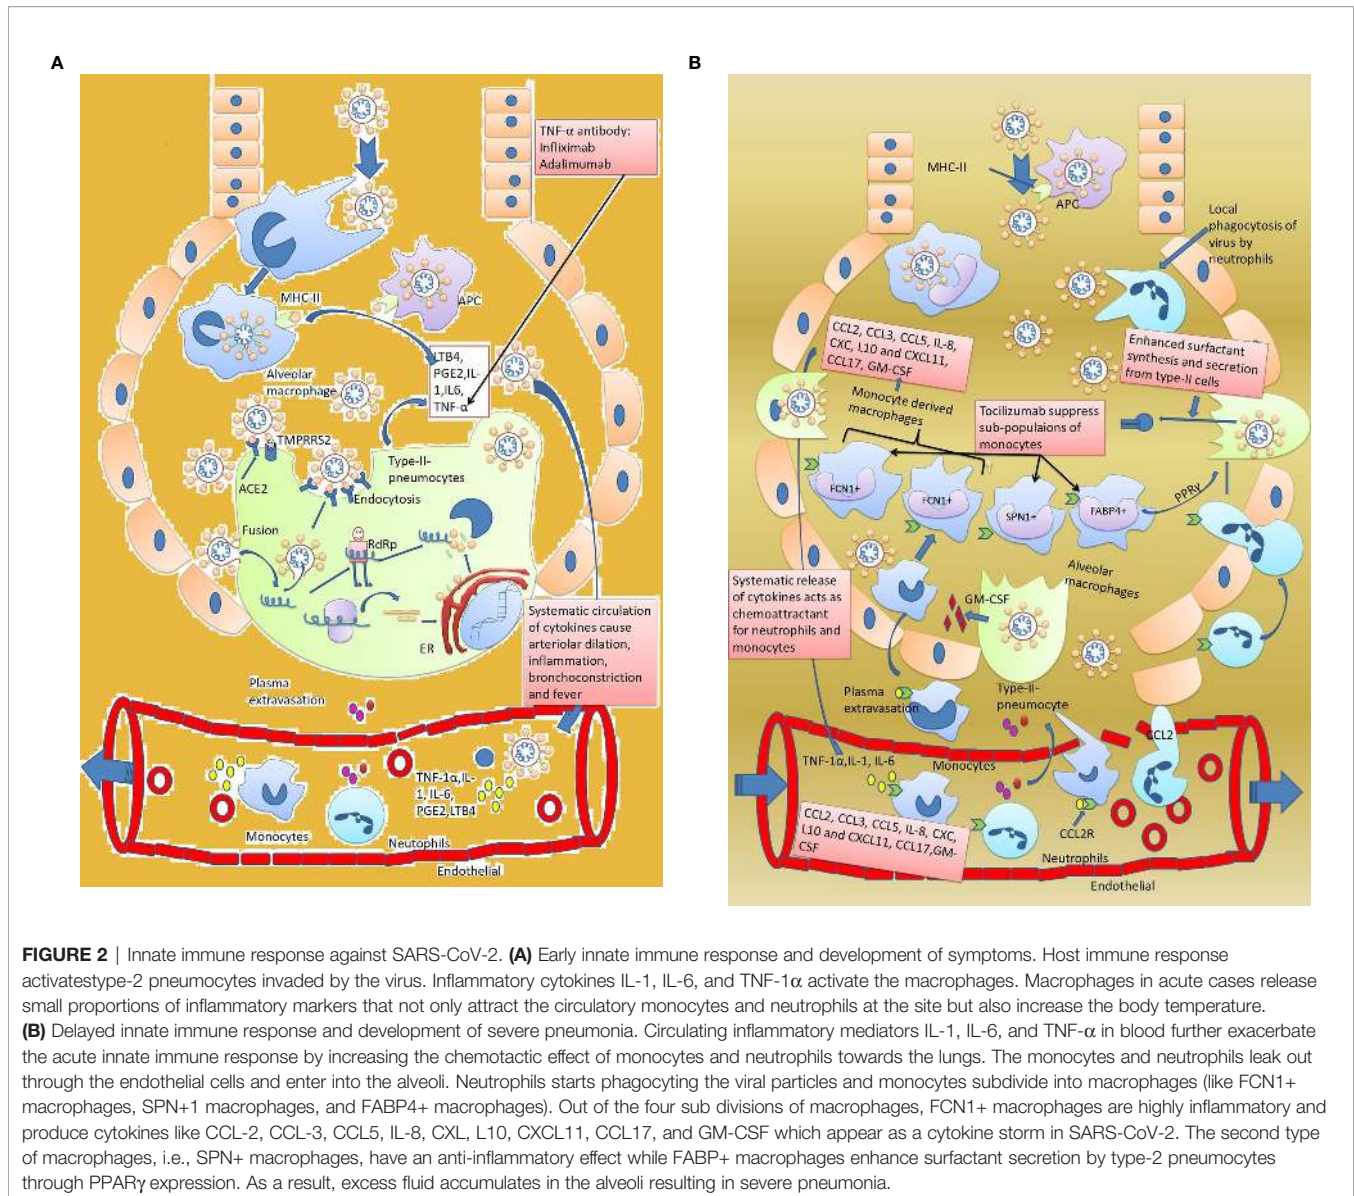 A
TNF-α antibody:
Infliximab
Adalimumab
MHC-II
APC
LTB4,
PGE2,IL-
1,IL6,
TNF-α
Alveolar
macrophage
TMPRRS2
ACE2
Type-II-
pneumocytes
Endocytosis
Fusion
RdRp
ER
Systematic circulation
of cytokines cause
arteriolar dilation,
inflammation,
bronchoconstriction
and fever
Plasma
extravasation
TNF-1α,IL-
1, IL-6,
PGE2,LTB4
Monocytes
Neutophils
Endothelial
B
MHC-II
APC
Local
phagocytosis of
virus by
neutrophils
CCL2, CCL3, CCL5, IL-8,
CXC, L10 and CXCL11,
CCL17, GM-CSF
Enhanced surfactant
synthesis and secretion
from type-II cells
Monocyte derived
macrophages
Tocilizumab suppress
sub-populaions of
monocytes
FCN1+
FCN1+
SPN1+
FABP4+
PPRγ
Alveolar
macrophages
Systematic release
of cytokines acts as
chemoattractant
for neutrophils and
monocytes
GM-CSF
Plasma
extravasation
Type-II-
pneumocyte
CCL2
TNF-1α,IL-1, IL-6
Monocytes
CCL2, CCL3, CCL5, IL-8, CXC,
L10 and CXCL11, CCL17,GM-
CSF
CCL2R
Neutrophils
Endothelial
FIGURE 2 | Innate immune response against SARS-CoV-2. (A) Early innate immune response and development of symptoms. Host immune response
activatestype-2 pneumocytes invaded by the virus. Inflammatory cytokines IL-1, IL-6, and TNF-1α activate the macrophages. Macrophages in acute cases release
small proportions of inflammatory markers that not only attract the circulatory monocytes and neutrophils at the site but also increase the body temperature.
(B) Delayed innate immune response and development of severe pneumonia. Circulating inflammatory mediators IL-1, IL-6, and TNF-α in blood further exacerbate
the acute innate immune response by increasing the chemotactic effect of monocytes and neutrophils towards the lungs. The monocytes and neutrophils leak out
through the endothelial cells and enter into the alveoli. Neutrophils starts phagocyting the viral particles and monocytes subdivide into macrophages (like FCN1+
macrophages, SPN+1 macrophages, and FABP4+ macrophages). Out of the four sub divisions of macrophages, FCN1+ macrophages are highly inflammatory and
produce cytokines like CCL-2, CCL-3, CCL5, IL-8, CXL, L10, CXCL11, CCL17, and GM-CSF which appear as a cytokine storm in SARS-CoV-2. The second type
of macrophages, i.e., SPN+ macrophages, have an anti-inflammatory effect while FABP+ macrophages enhance surfactant secretion by type-2 pneumocytes
through PPARγ expression. As a result, excess fluid accumulates in the alveoli resulting in severe pneumonia.